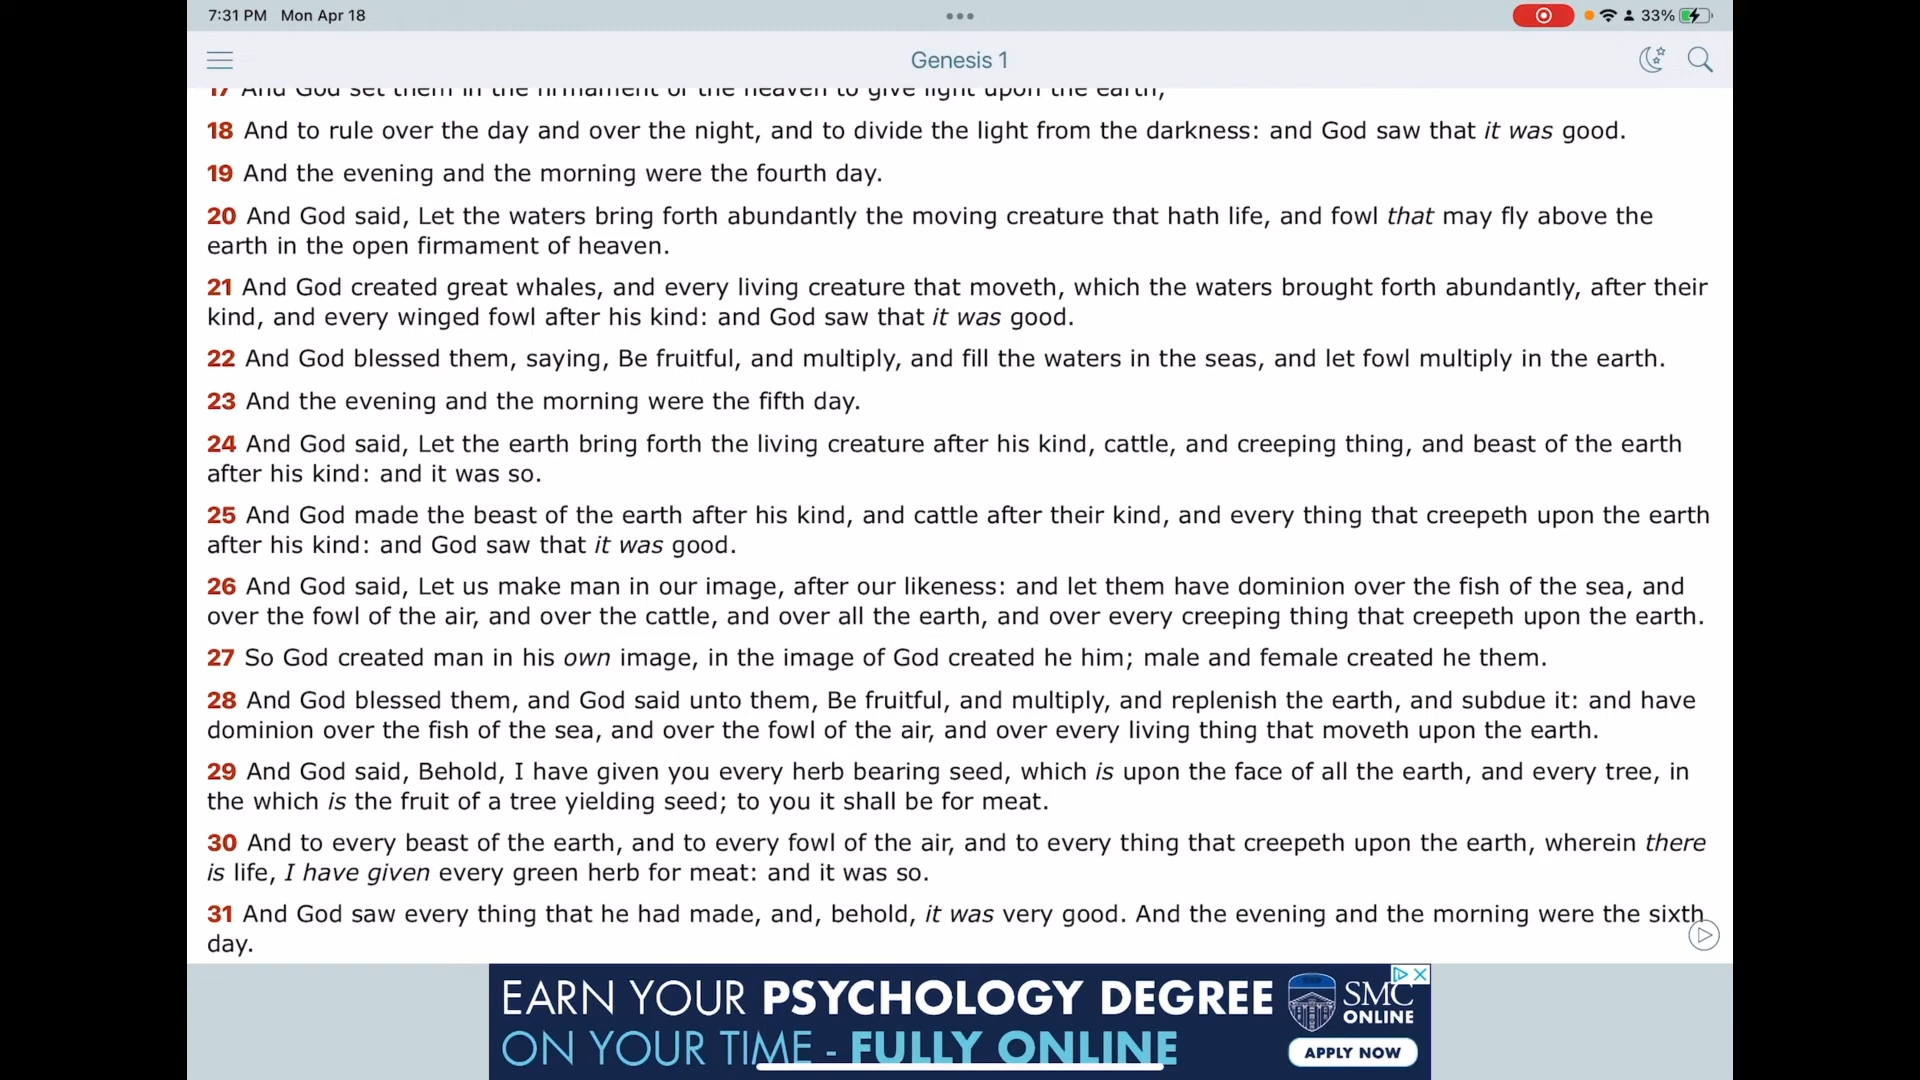 7:31 PM Mon Apr 18
33%
Genesis 1
17 And God set them in the firmament of the heaven to give light upon the earth,
18 And to rule over the day and over the night, and to divide the light from the darkness: and God saw that it was good.
19 And the evening and the morning were the fourth day.
20 And God said, Let the waters bring forth abundantly the moving creature that hath life, and fowl that may fly above the
earth in the open firmament of heaven.
21 And God created great whales, and every living creature that moveth, which the waters brought forth abundantly, after their
kind, and every winged fowl after his kind: and God saw that it was good.
22 And God blessed them, saying, Be fruitful, and multiply, and fill the waters in the seas, and let fowl multiply in the earth.
23 And the evening and the morning were the fifth day.
24 And God said, Let the earth bring forth the living creature after his kind, cattle, and creeping thing, and beast of the earth
after his kind: and it was so.
25 And God made the beast of the earth after his kind, and cattle after their kind, and every thing that creepeth upon the earth
after his kind: and God saw that it was good.
26 And God said, Let us make man in our image, after our likeness: and let them have dominion over the fish of the sea, and
over the fowl of the air, and over the cattle, and over all the earth, and over every creeping thing that creepeth upon the earth.
27 So God created man in his own image, in the image of God created he him; male and female created he them.
28 And God blessed them, and God said unto them, Be fruitful, and multiply, and replenish the earth, and subdue it: and have
dominion over the fish of the sea, and over the fowl of the air, and over every living thing that moveth upon the earth.
29 And God said, Behold, I have given you every herb bearing seed, which is upon the face of all the earth, and every tree, in
the which is the fruit of a tree yielding seed; to you it shall be for meat.
30 And to every beast of the earth, and to every fowl of the air, and to every thing that creepeth upon the earth, wherein there
is life, I have given every green herb for meat: and it was so.
31 And God saw every thing that he had made, and, behold, it was very good. And the evening and the morning were the sixth
day.
EARN YOUR PSYCHOLOGY DEGREE
ON YOUR TIME - FULLY ONLINE
SMC
ONLINE
APPLY NOW